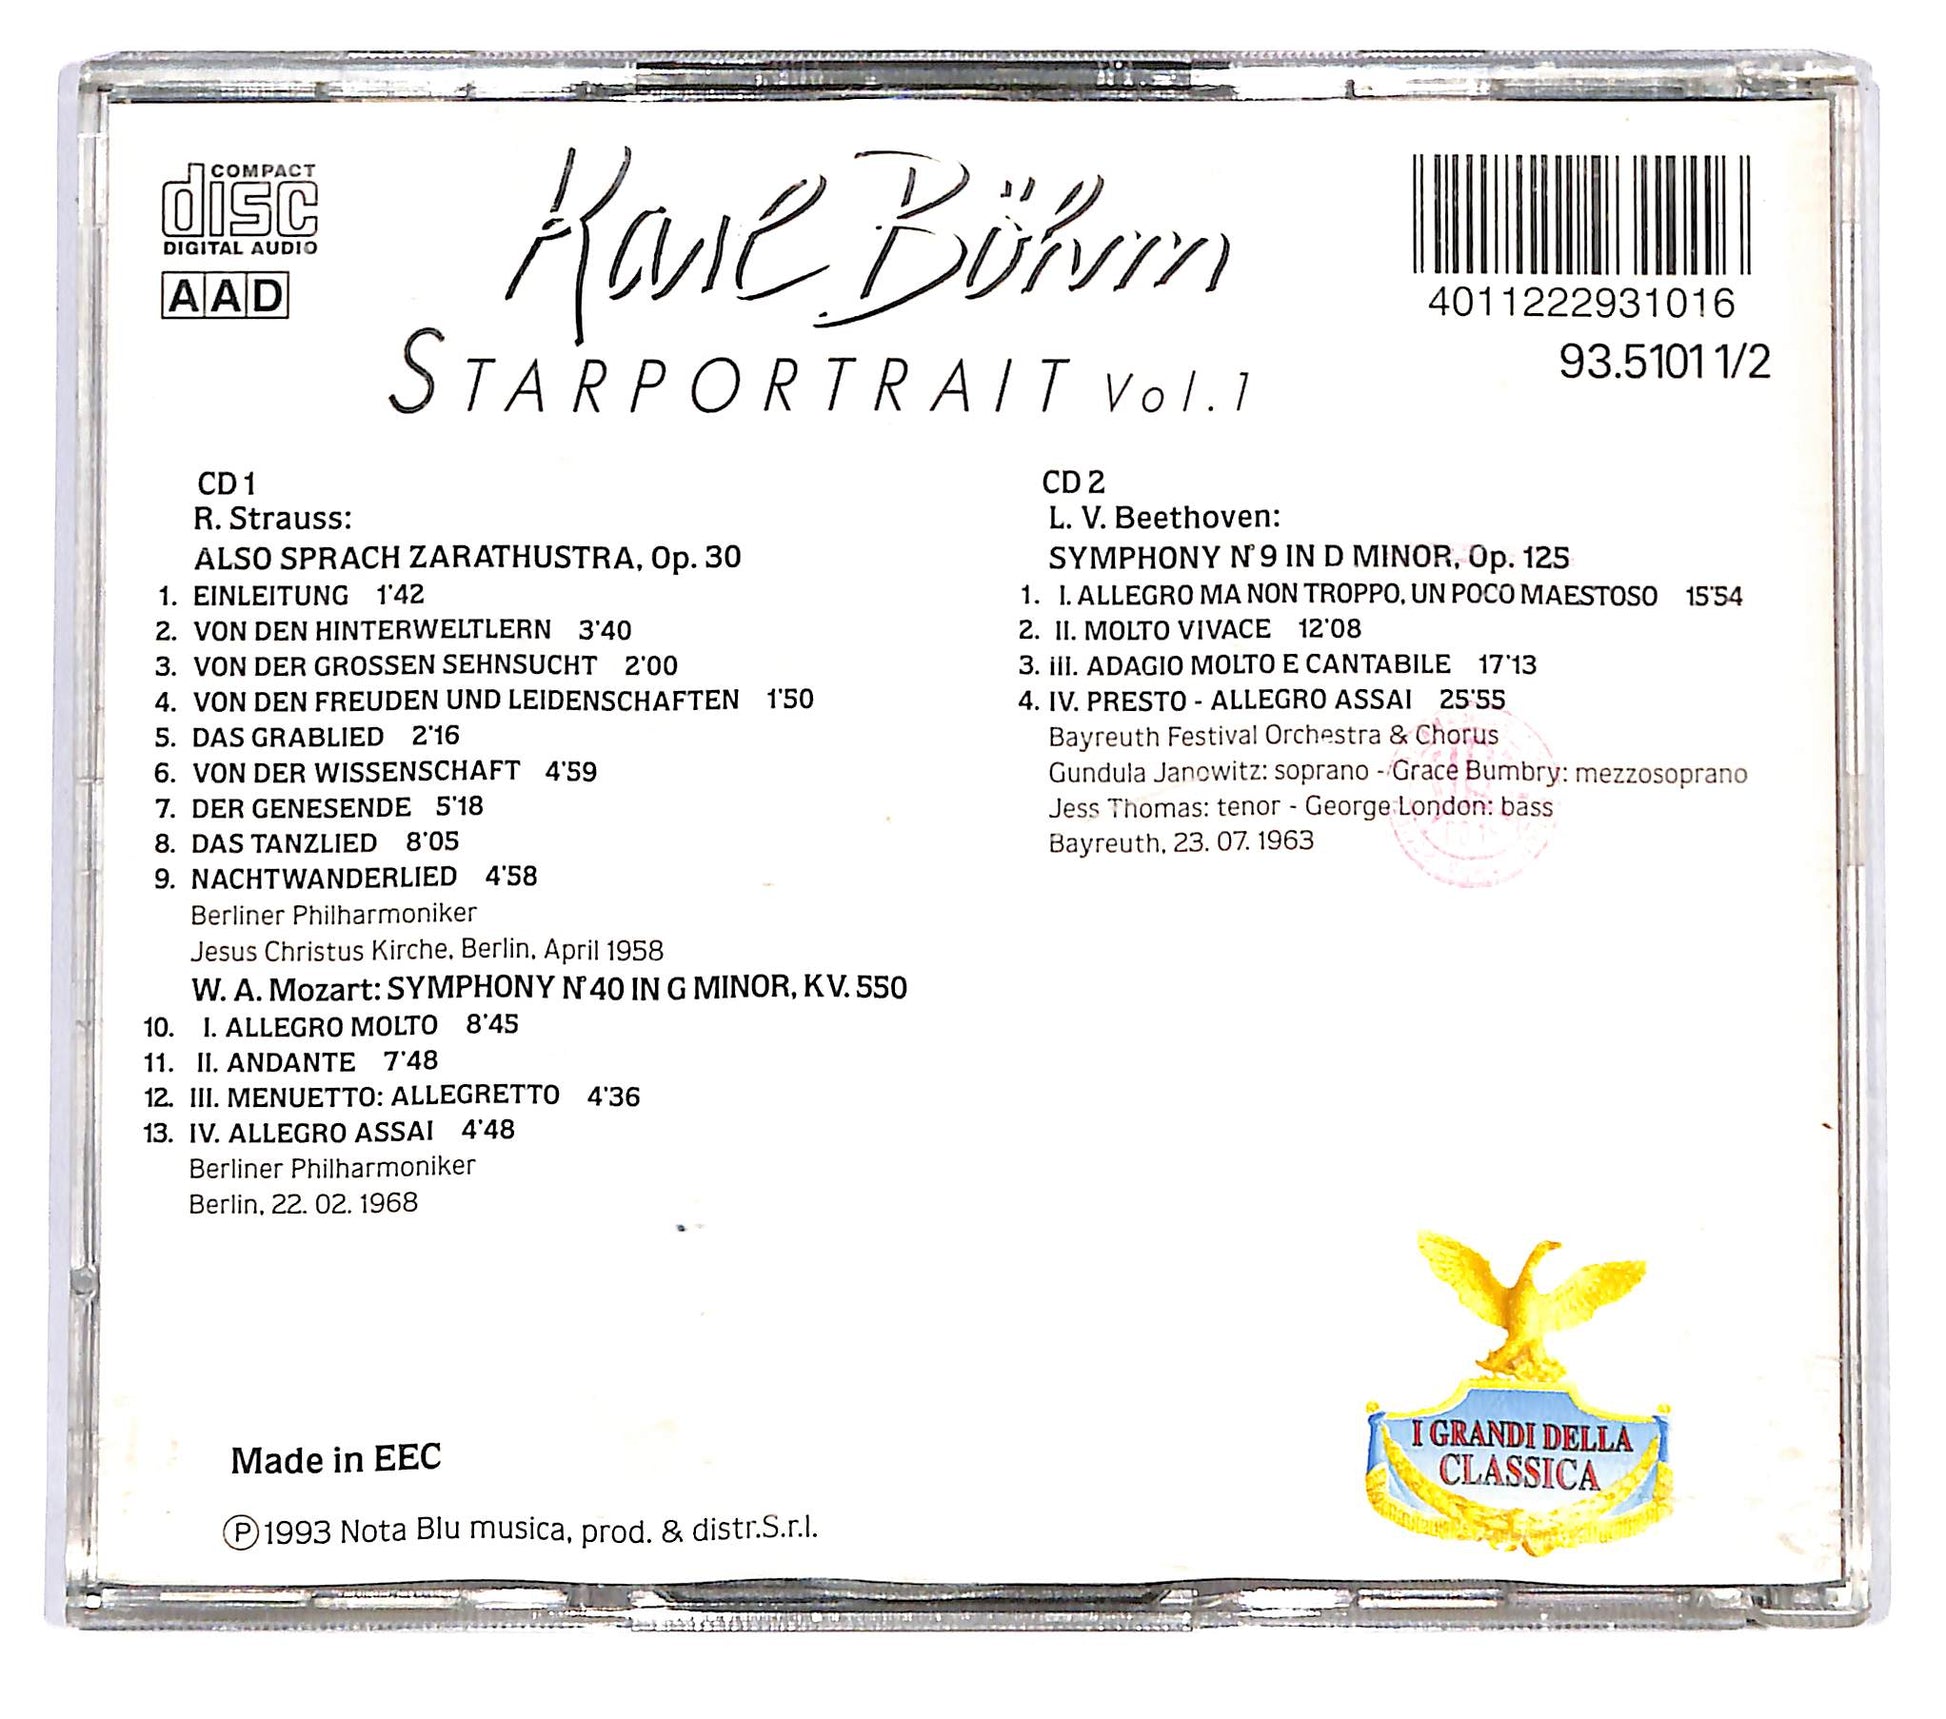 COMPACT
disc
DIGITAL AUDIO
AAD
Karl Böhm
STARPORTRAIT Vol.1
4011222931016
93.5101 1/2
CD 1
R. Strauss:
ALSO SPRACH ZARATHUSTRA, Op. 30
1. EINLEITUNG 1'42
2. VON DEN HINTERWELTLERN 3'40
3. VON DER GROSSEN SEHNSUCHT 2'00
4. VON DEN FREUDEN UND LEIDENSCHAFTEN 1'50
5. DAS GRABLIED 2'16
6. VON DER WISSENSCHAFT 4'59
7. DER GENESENDE 5'18
8. DAS TANZLIED 8'05
9. NACHTWANDERLIED 4'58
Berliner Philharmoniker
Jesus Christus Kirche, Berlin, April 1958
W. A. Mozart: SYMPHONY N°40 IN G MINOR, KV. 550
10. I. ALLEGRO MOLTO 8'45
11. II. ANDANTE 7'48
12. III. MENUETTO: ALLEGRETTO 4'36
13. IV. ALLEGRO ASSAI 4'48
Berliner Philharmoniker
Berlin, 22. 02. 1968
CD 2
L. V. Beethoven:
SYMPHONY N°9 IN D MINOR, Op. 125
1. I. ALLEGRO MA NON TROPPO, UN POCO MAESTOSO 15'54
2. II. MOLTO VIVACE 12'08
3. III. ADAGIO MOLTO E CANTABILE 17'13
4. IV. PRESTO - ALLEGRO ASSAI 25'55
Bayreuth Festival Orchestra & Chorus
Gundula Janowitz: soprano - Grace Bumbry: mezzosoprano
Jess Thomas: tenor - George London: bass
Bayreuth, 23. 07. 1963
I GRANDI DELLA
CLASSICA
Made in EEC
Ⓟ1993 Nota Blu musica, prod. & distr.S.r.l.